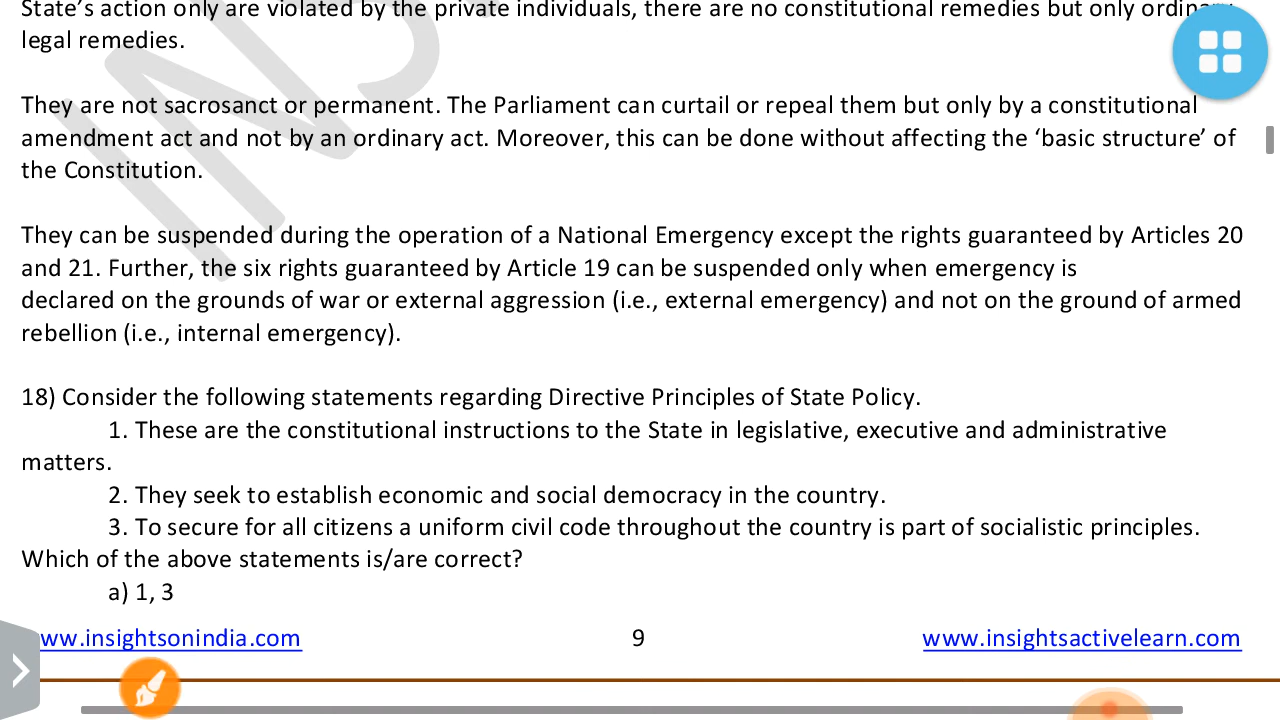 State’s action only are violated by the private individuals, there are no constitutional remedies but only ordinary
legal remedies.
They are not sacrosanct or permanent. The Parliament can curtail or repeal them but only by a constitutional
amendment act and not by an ordinary act. Moreover, this can be done without affecting the ‘basic structure’ of
the Constitution.
They can be suspended during the operation of a National Emergency except the rights guaranteed by Articles 20
and 21. Further, the six rights guaranteed by Article 19 can be suspended only when emergency is
declared on the grounds of war or external aggression (i.e., external emergency) and not on the ground of armed
rebellion (i.e., internal emergency).
18) Consider the following statements regarding Directive Principles of State Policy.
1. These are the constitutional instructions to the State in legislative, executive and administrative
matters.
2. They seek to establish economic and social democracy in the country.
3. To secure for all citizens a uniform civil code throughout the country is part of socialistic principles.
Which of the above statements is/are correct?
a) 1, 3
ww.insightsonindia.com 9 www.insightsactivelearn.com